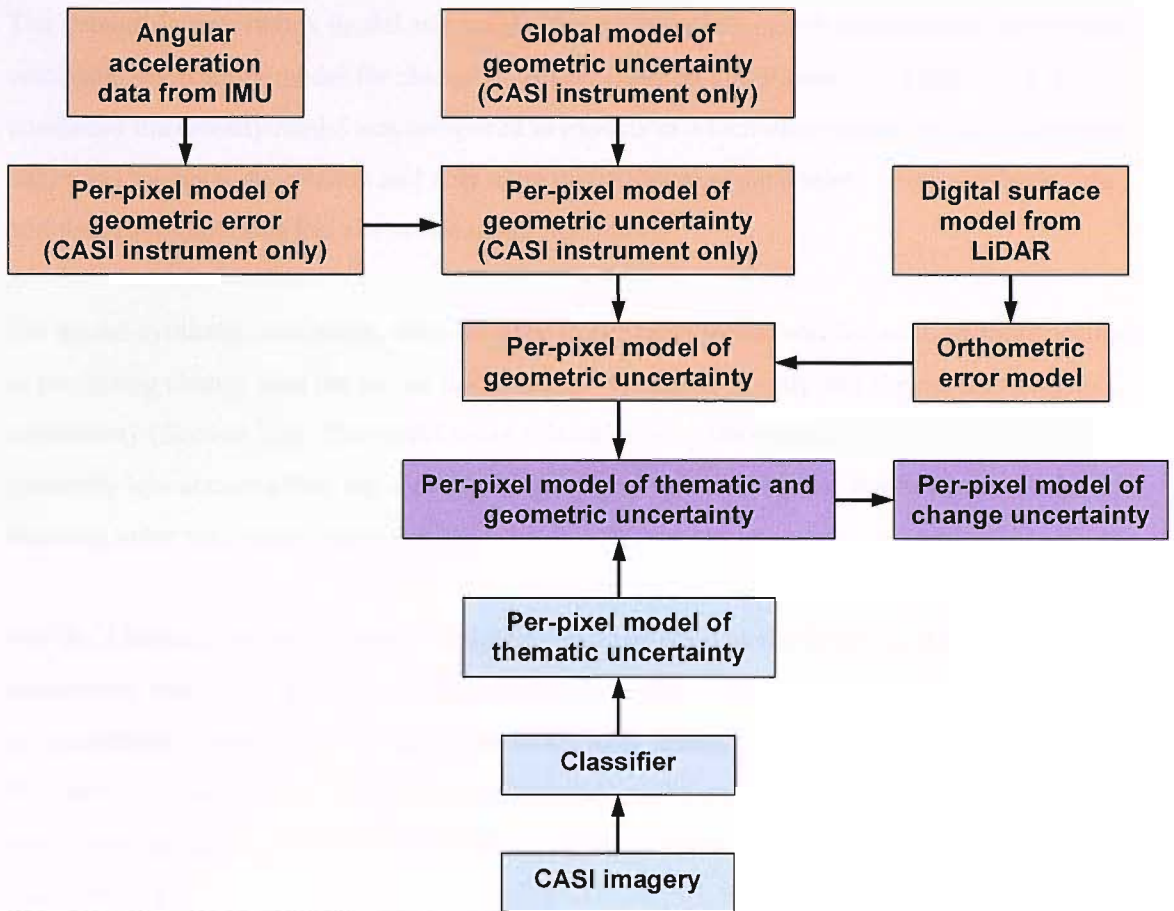 Angular
acceleration
data from IMU
Global model of
geometric uncertainty
(CASI instrument only)
Per-pixel model of
geometric error
(CASI instrument only)
Per-pixel model of
geometric uncertainty
(CASI instrument only)
Digital surface
model from
LiDAR
Per-pixel model of
geometric uncertainty
Orthometric
error model
Per-pixel model of thematic and
geometric uncertainty
Per-pixel model of
change uncertainty
Per-pixel model of
thematic uncertainty
Classifier
CASI imagery